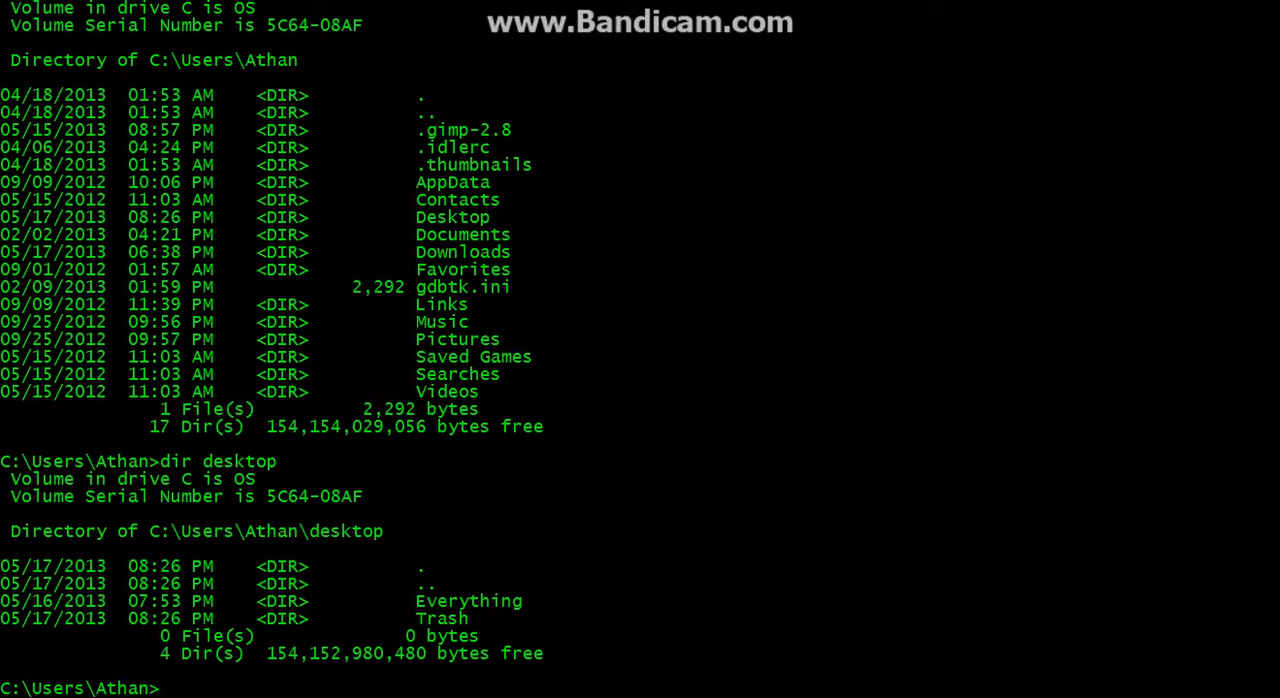 Volume in drive C is OS
www.Bandicam.com
Volume Serial Number is 5C64-08AF
Directory of C:\Users\Athan
04/18/2013 01:53 AM <DIR> .
04/18/2013 01:53 AM <DIR> ..
05/15/2013 08:57 PM <DIR> .gimp-2.8
04/06/2013 04:24 PM <DIR> .idlerc
04/18/2013 01:53 AM <DIR> .thumbnails
09/09/2012 10:06 PM <DIR> AppData
05/15/2012 11:03 AM <DIR> Contacts
05/17/2013 08:26 PM <DIR> Desktop
02/02/2013 04:21 PM <DIR> Documents
05/17/2013 06:38 PM <DIR> Downloads
09/01/2012 01:57 AM <DIR> Favorites
02/09/2013 01:59 PM 2,292 gdbtk.ini
09/09/2012 11:39 PM <DIR> Links
09/25/2012 09:56 PM <DIR> Music
09/25/2012 09:57 PM <DIR> Pictures
05/15/2012 11:03 AM <DIR> Saved Games
05/15/2012 11:03 AM <DIR> Searches
05/15/2012 11:03 AM <DIR> Videos
1 File(s) 2,292 bytes
17 Dir(s) 154,154,029,056 bytes free
C:\Users\Athan>dir desktop
Volume in drive C is OS
Volume Serial Number is 5C64-08AF
Directory of C:\Users\Athan\desktop
05/17/2013 08:26 PM <DIR> .
05/17/2013 08:26 PM <DIR> ..
05/16/2013 07:53 PM <DIR> Everything
05/17/2013 08:26 PM <DIR> Trash
0 File(s) 0 bytes
4 Dir(s) 154,152,980,480 bytes free
C:\Users\Athan>